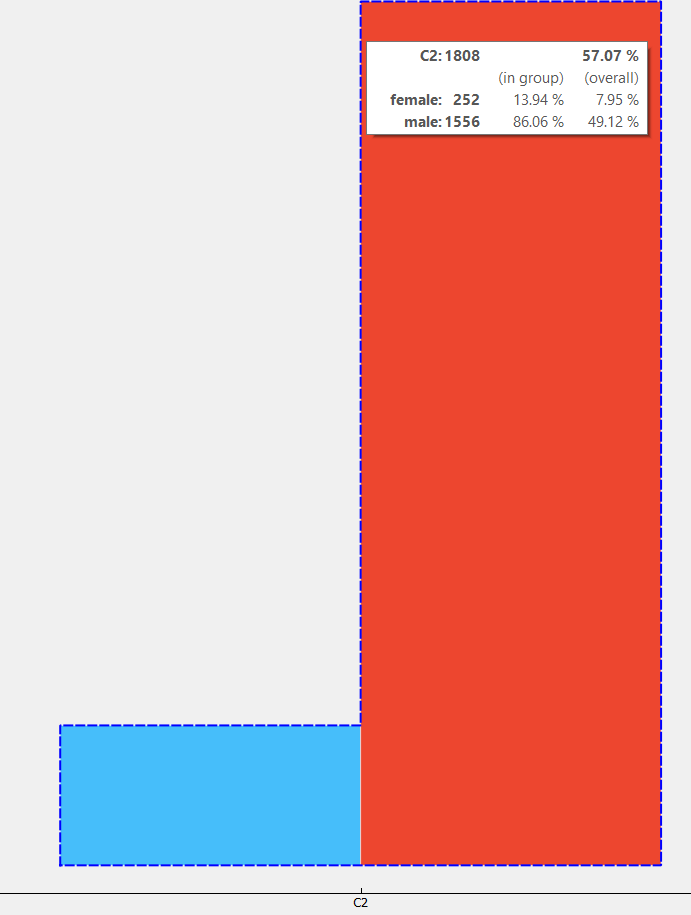 C2: 1808 57.07 %
(in group) (overall)
female: 252 13.94 % 7.95 %
male: 1556 86.06 % 49.12 %
C2